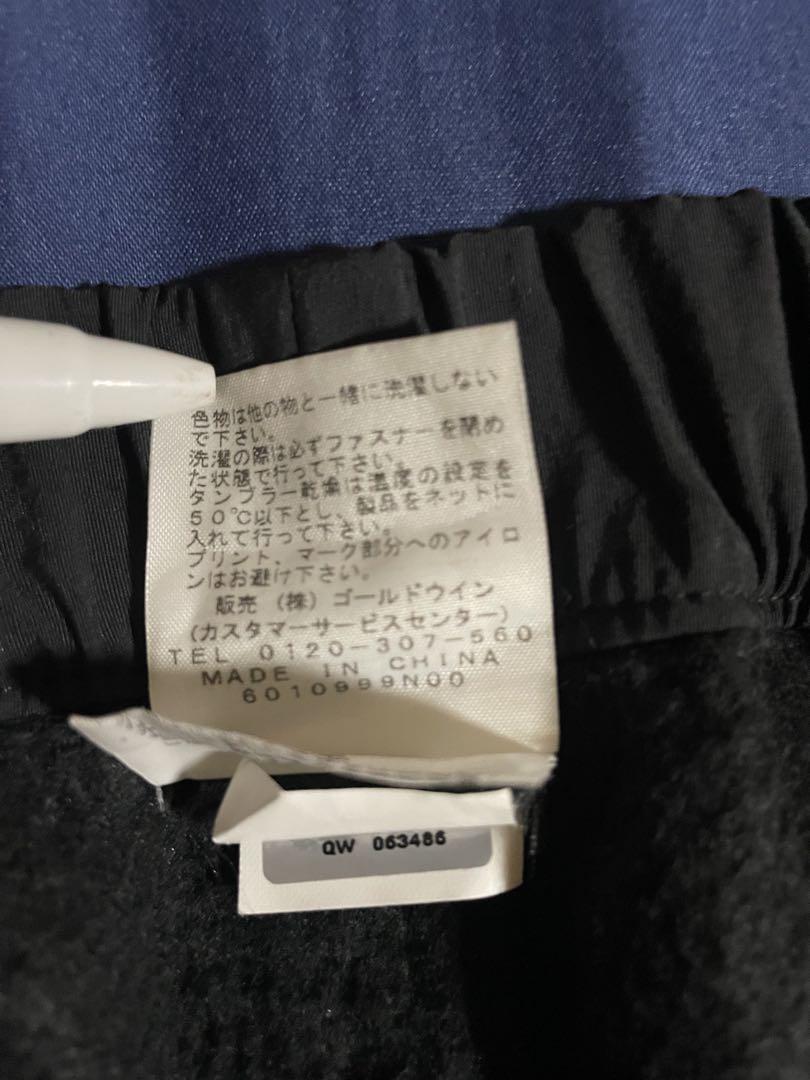 色物は他の物と一緒に洗濯しない
で下さい。
洗濯の際は必ずファスナーを閉め
た状態で行って下さい。
タンブラー乾燥は温度の設定を
50℃以下とし、製品をネットに
入れて行って下さい。
プリント、マーク部分へのアイロ
ンはお避け下さい。
販売 (株) ゴールドウイン
(カスタマーサービスセンター)
TEL 0120-307-560
MADE IN CHINA
6010999N00
QW 063486